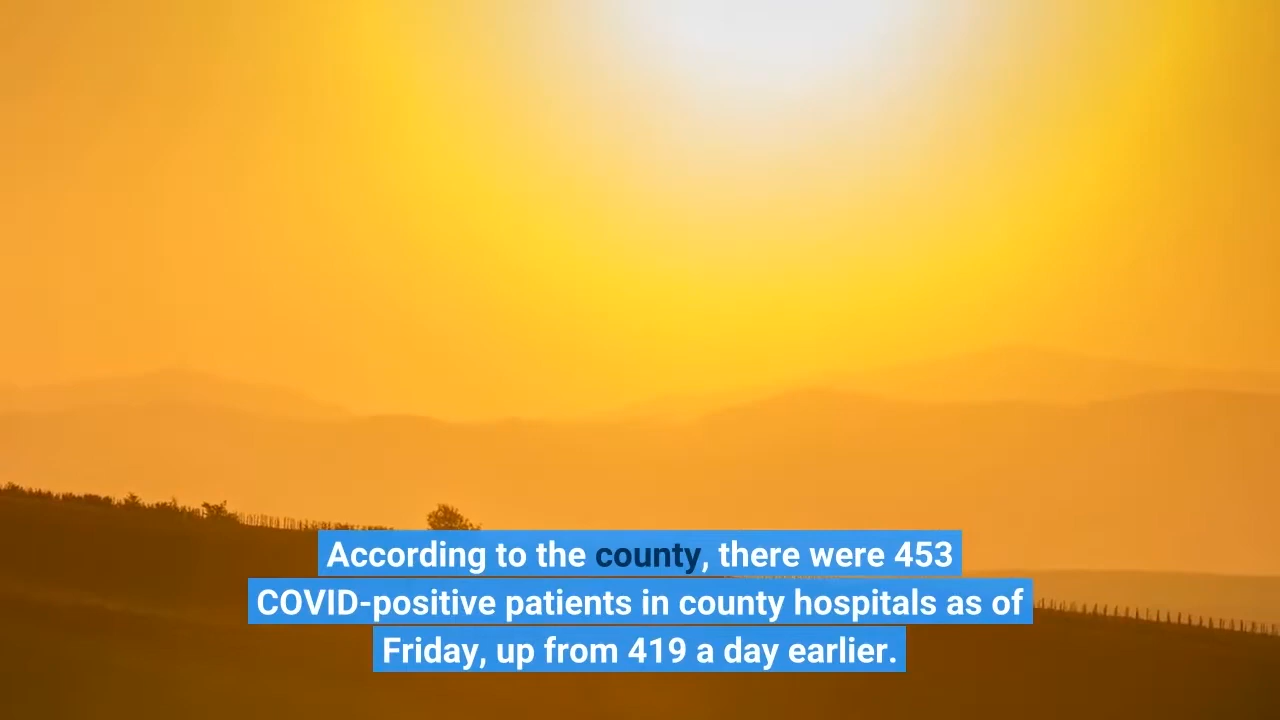 According to the county, there were 453
COVID-positive patients in county hospitals as of
Friday, up from 419 a day earlier.